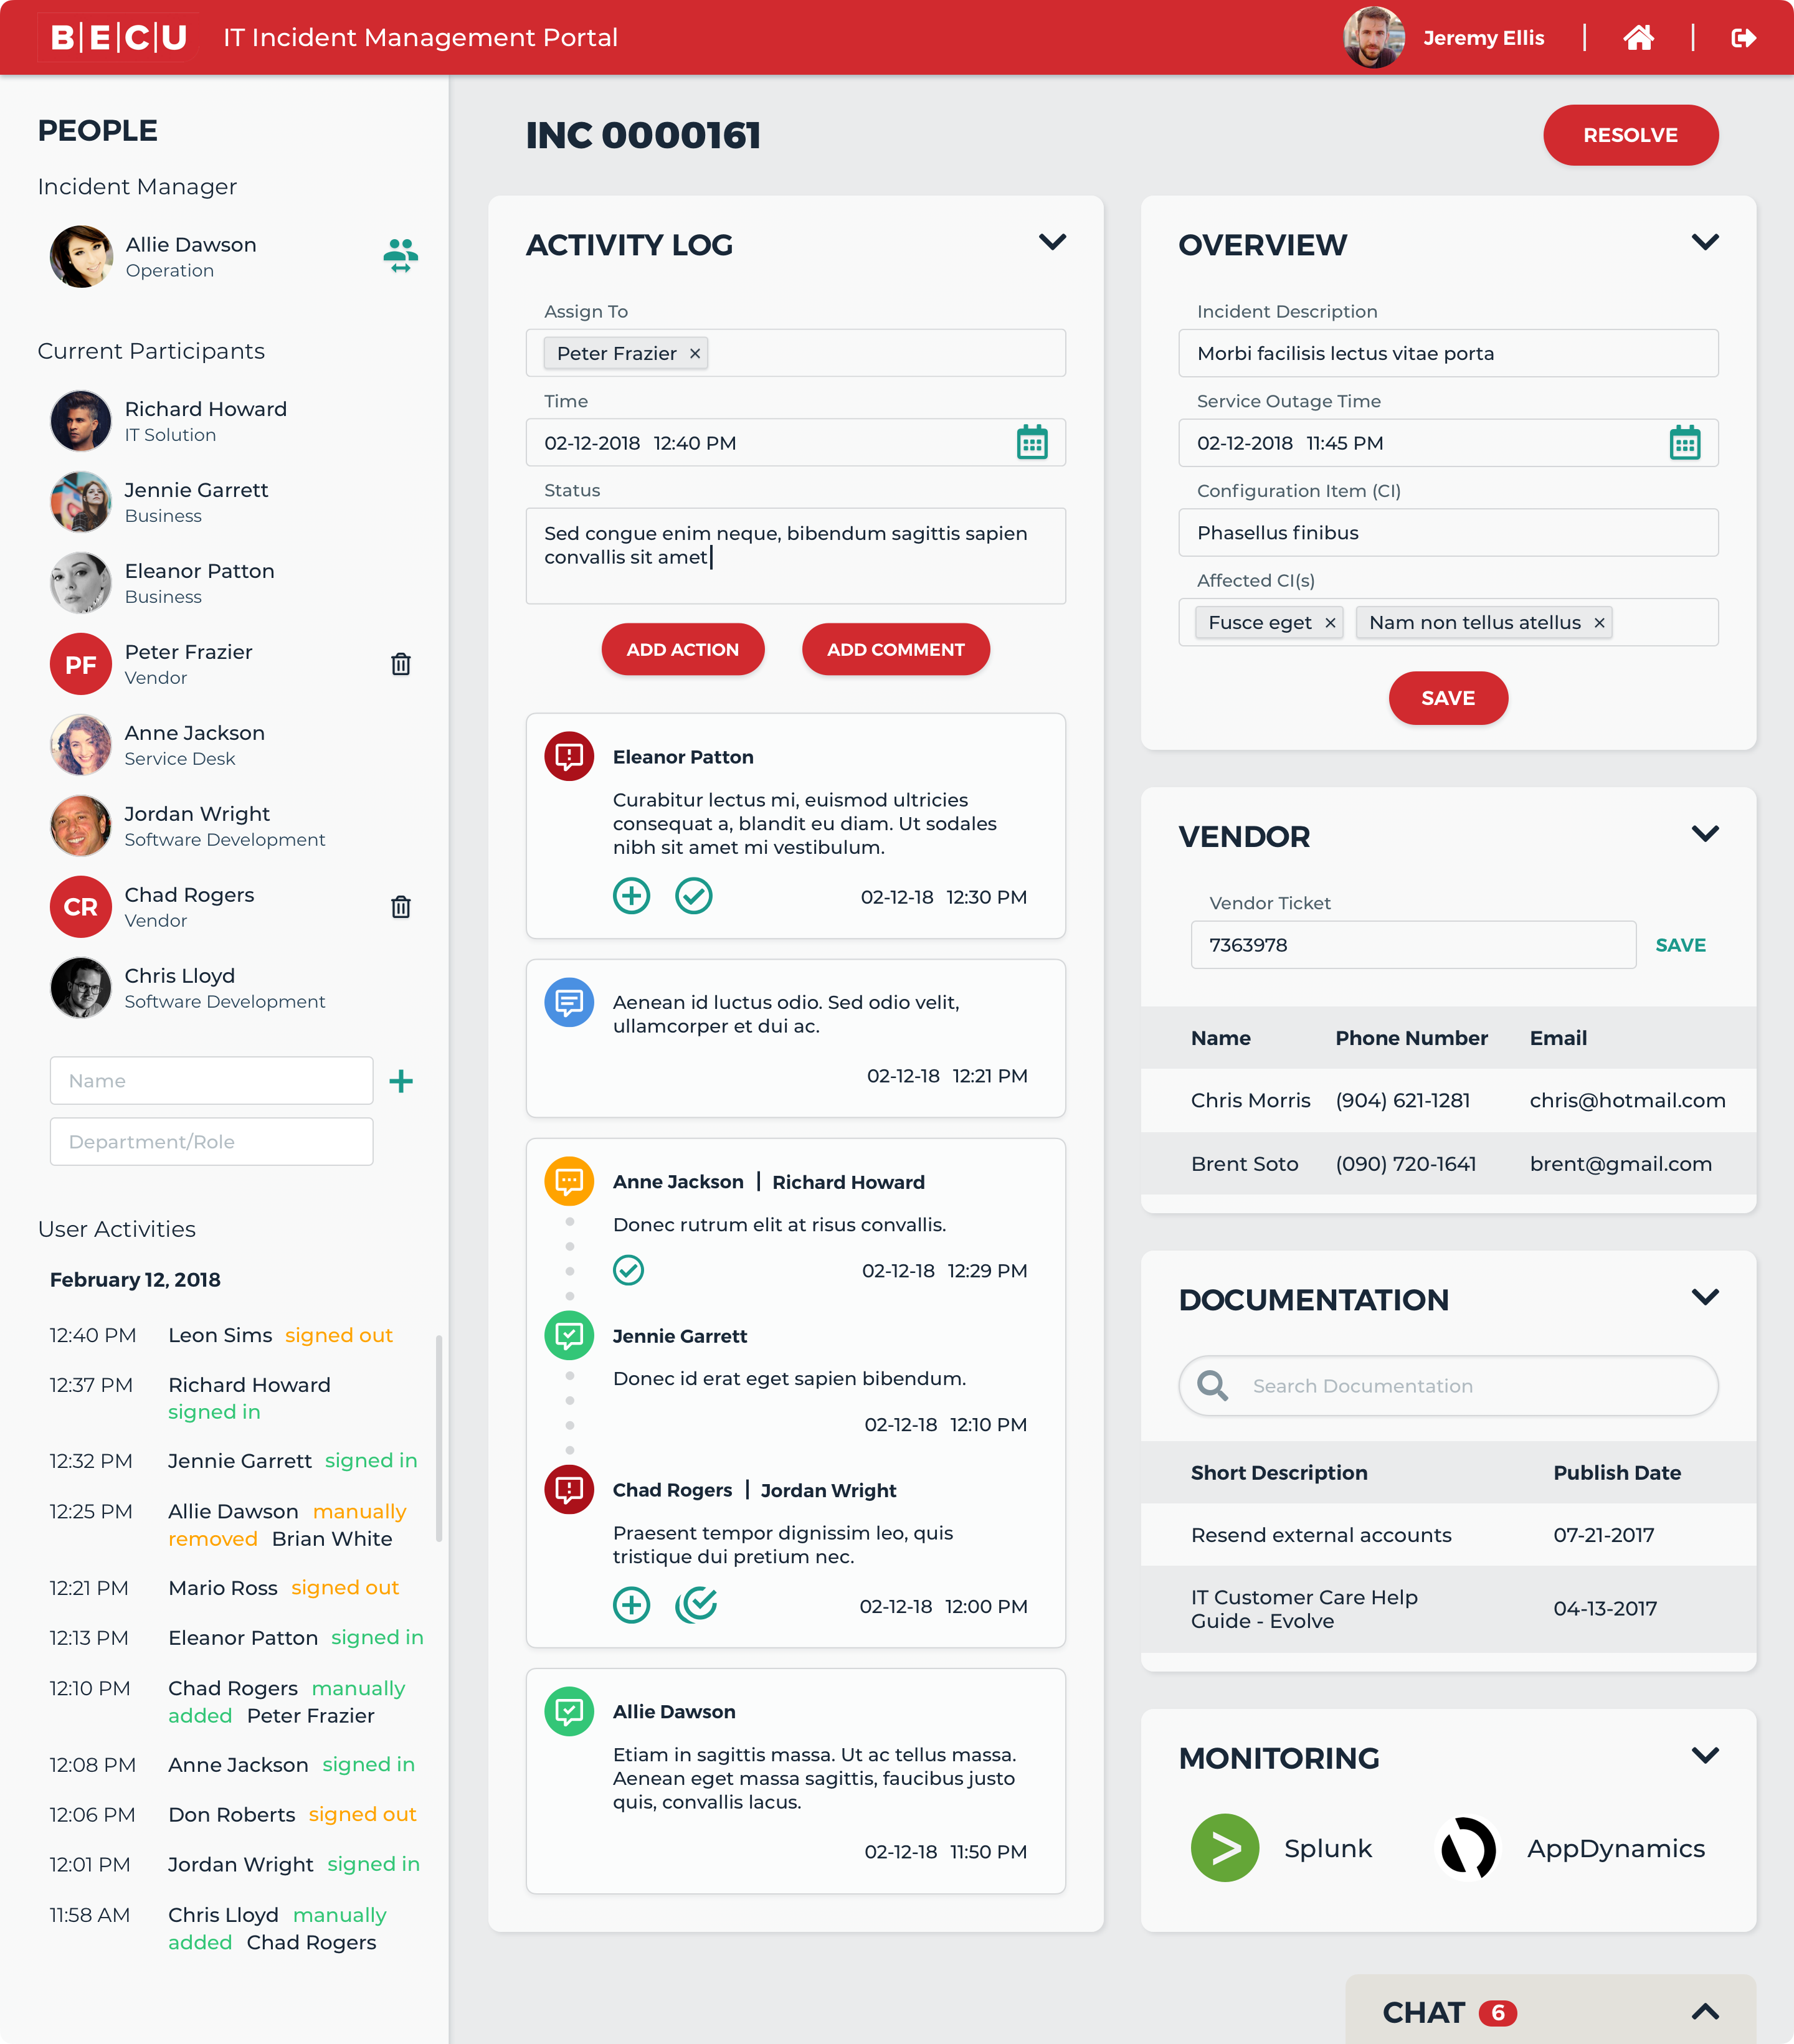 B|E|C|U IT Incident Management Portal
Jeremy Ellis
PEOPLE
Incident Manager
Allie Dawson
Operation
Current Participants
Richard Howard
IT Solution
Jennie Garrett
Business
Eleanor Patton
Business
PF
Peter Frazier
Vendor
Anne Jackson
Service Desk
Jordan Wright
Software Development
CR
Chad Rogers
Vendor
Chris Lloyd
Software Development
Name
Department/Role
User Activities
February 12, 2018
12:40 PM Leon Sims signed out
12:37 PM Richard Howard
signed in
12:32 PM Jennie Garrett signed in
12:25 PM Allie Dawson manually
removed Brian White
12:21 PM Mario Ross signed out
12:13 PM Eleanor Patton signed in
12:10 PM Chad Rogers manually
added Peter Frazier
12:08 PM Anne Jackson signed in
12:06 PM Don Roberts signed out
12:01 PM Jordan Wright signed in
11:58 AM Chris Lloyd manually
added Chad Rogers
INC 0000161
RESOLVE
ACTIVITY LOG
Assign To
Peter Frazier ×
Time
02-12-2018 12:40 PM
Status
Sed congue enim neque, bibendum sagittis sapien
convallis sit amet
ADD ACTION
ADD COMMENT
Eleanor Patton
Curabitur lectus mi, euismod ultricies
consequat a, blandit eu diam. Ut sodales
nibh sit amet mi vestibulum.
02-12-18 12:30 PM
Aenean id luctus odio. Sed odio velit,
ullamcorper et dui ac.
02-12-18 12:21 PM
Anne Jackson | Richard Howard
Donec rutrum elit at risus convallis.
02-12-18 12:29 PM
Jennie Garrett
Donec id erat eget sapien bibendum.
02-12-18 12:10 PM
Chad Rogers | Jordan Wright
Praesent tempor dignissim leo, quis
tristique dui pretium nec.
02-12-18 12:00 PM
Allie Dawson
Etiam in sagittis massa. Ut ac tellus massa.
Aenean eget massa sagittis, faucibus justo
quis, convallis lacus.
02-12-18 11:50 PM
OVERVIEW
Incident Description
Morbi facilisis lectus vitae porta
Service Outage Time
02-12-2018 11:45 PM
Configuration Item (CI)
Phasellus finibus
Affected CI(s)
Fusce eget × Nam non tellus atellus ×
SAVE
VENDOR
Vendor Ticket
7363978
SAVE
Name Phone Number Email
Chris Morris (904) 621-1281 chris@hotmail.com
Brent Soto (090) 720-1641 brent@gmail.com
DOCUMENTATION
Search Documentation
Short Description Publish Date
Resend external accounts 07-21-2017
IT Customer Care Help
Guide - Evolve
04-13-2017
MONITORING
Splunk
AppDynamics
CHAT 6